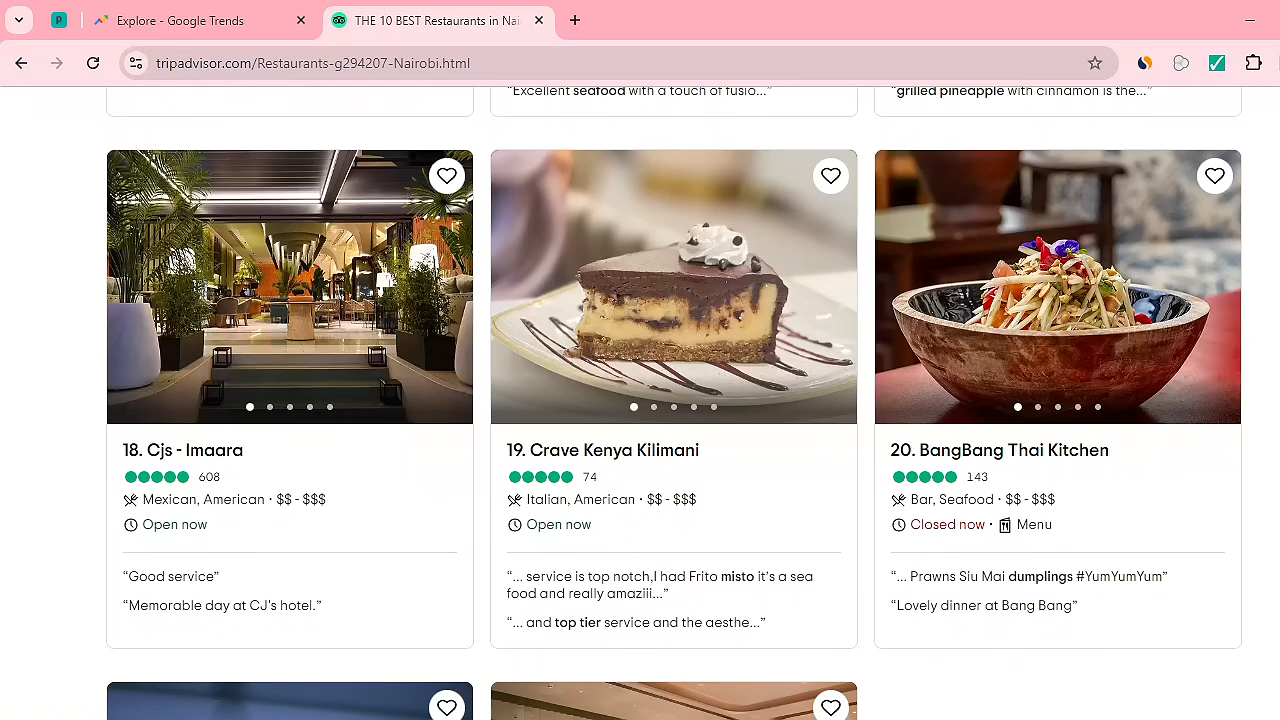 p
Explore - Google Trends
THE 10 BEST Restaurants in Nai
tripadvisor.com/Restaurants-g294207-Nairobi.html
“Excellent seafood with a touch of fusio...”
“grilled pineapple with cinnamon is the...”
18. Cjs - Imaara
608
Mexican, American · $$ - $$$
Open now
“Good service”
“Memorable day at CJ's hotel.”
19. Crave Kenya Kilimani
74
Italian, American · $$ - $$$
Open now
“... service is top notch,I had Frito misto it's a sea
food and really amaziii...”
“... and top tier service and the aesthe...”
20. BangBang Thai Kitchen
143
Bar, Seafood · $$ - $$$
Closed now · Menu
“... Prawns Siu Mai dumplings #YumYumYum”
“Lovely dinner at Bang Bang”